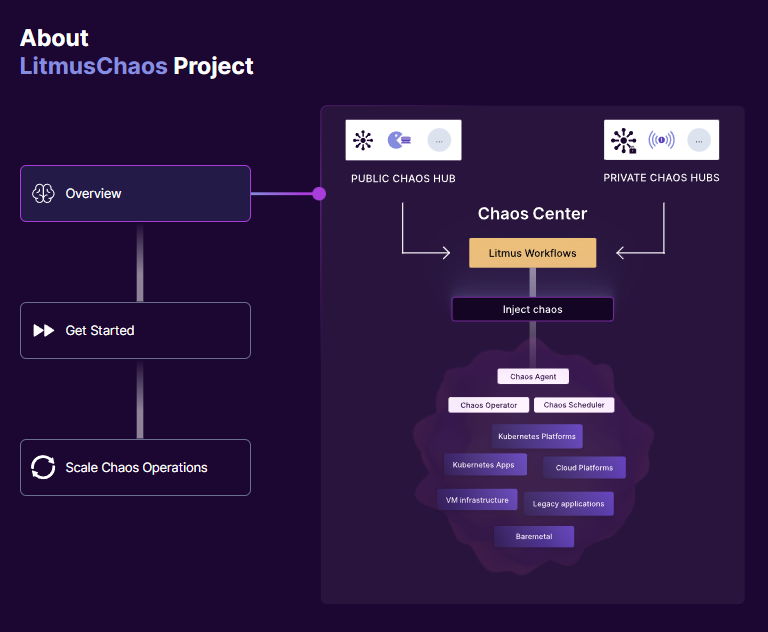 About
LitmusChaos Project
Overview
Get Started
Scale Chaos Operations
...
PUBLIC CHAOS HUB
...
PRIVATE CHAOS HUBS
Chaos Center
Litmus Workflows
Inject chaos
Chaos Agent
Chaos Operator
Chaos Scheduler
Kubernetes Platforms
Kubernetes Apps
Cloud Platforms
VM infrastructure
Legacy applications
Baremetal